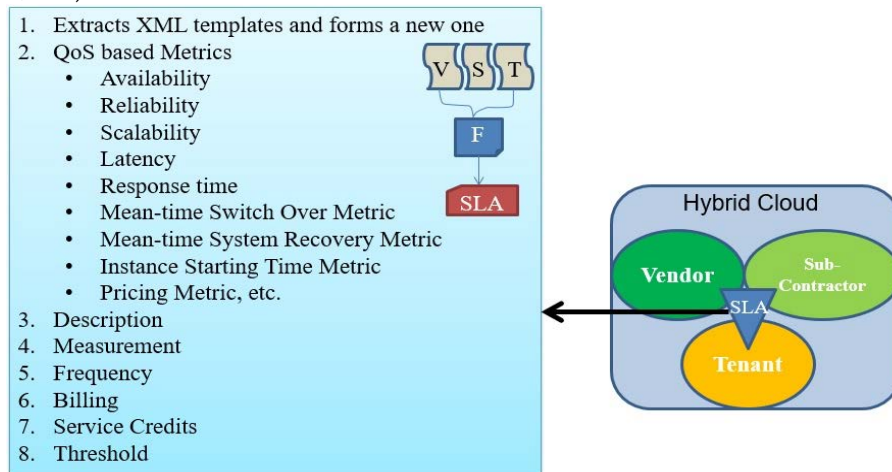 1. Extracts XML templates and forms a new one
2. QoS based Metrics
• Availability
• Reliability
• Scalability
• Latency
• Response time
• Mean-time Switch Over Metric
• Mean-time System Recovery Metric
• Instance Starting Time Metric
• Pricing Metric, etc.
3. Description
4. Measurement
5. Frequency
6. Billing
7. Service Credits
8. Threshold
V S T
F
SLA
Hybrid Cloud
Vendor
Sub-
Contractor
SLA
Tenant